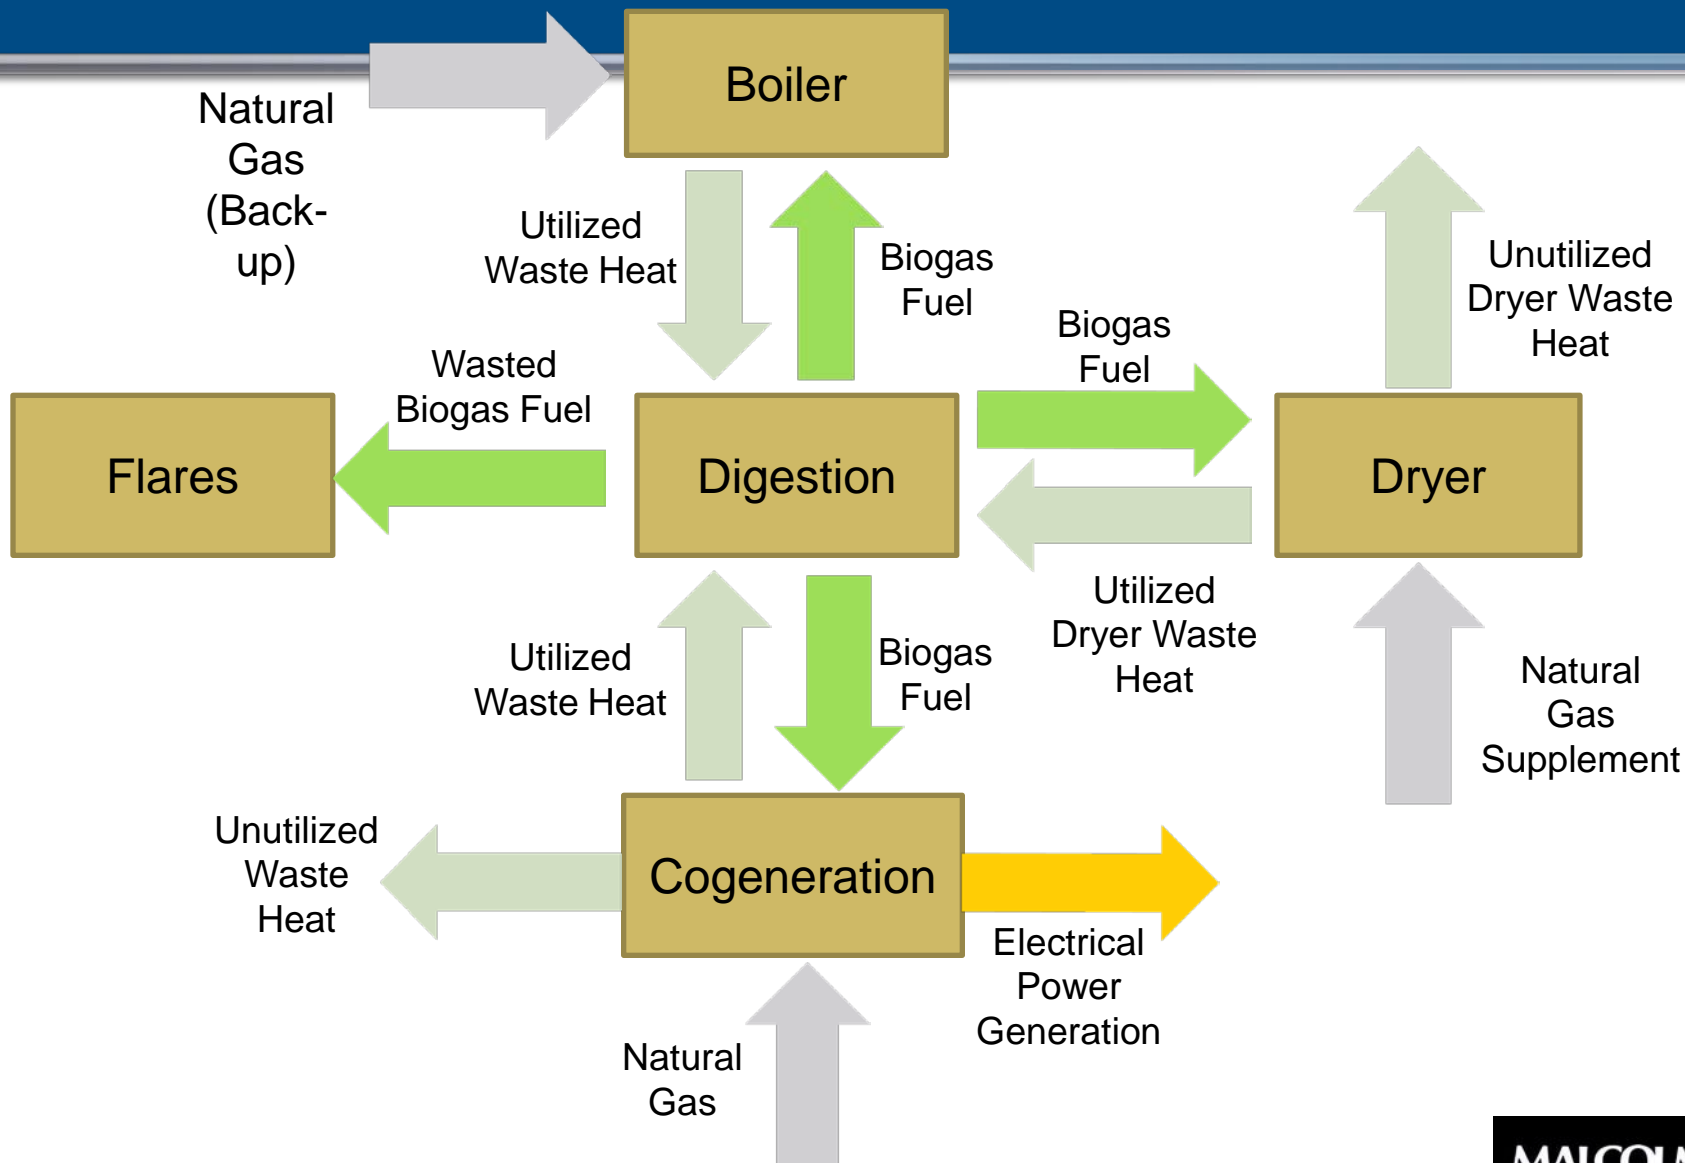 Boiler
Natural
Gas
(Back-
up)
Utilized
Waste Heat
Biogas
Fuel
Unutilized
Dryer Waste
Heat
Biogas
Fuel
Wasted
Biogas Fuel
Flares
Digestion
Dryer
Utilized
Dryer Waste
Heat
Utilized
Waste Heat
Biogas
Fuel
Natural
Gas
Supplement
Unutilized
Waste
Heat
Cogeneration
Electrical
Power
Generation
Natural
Gas